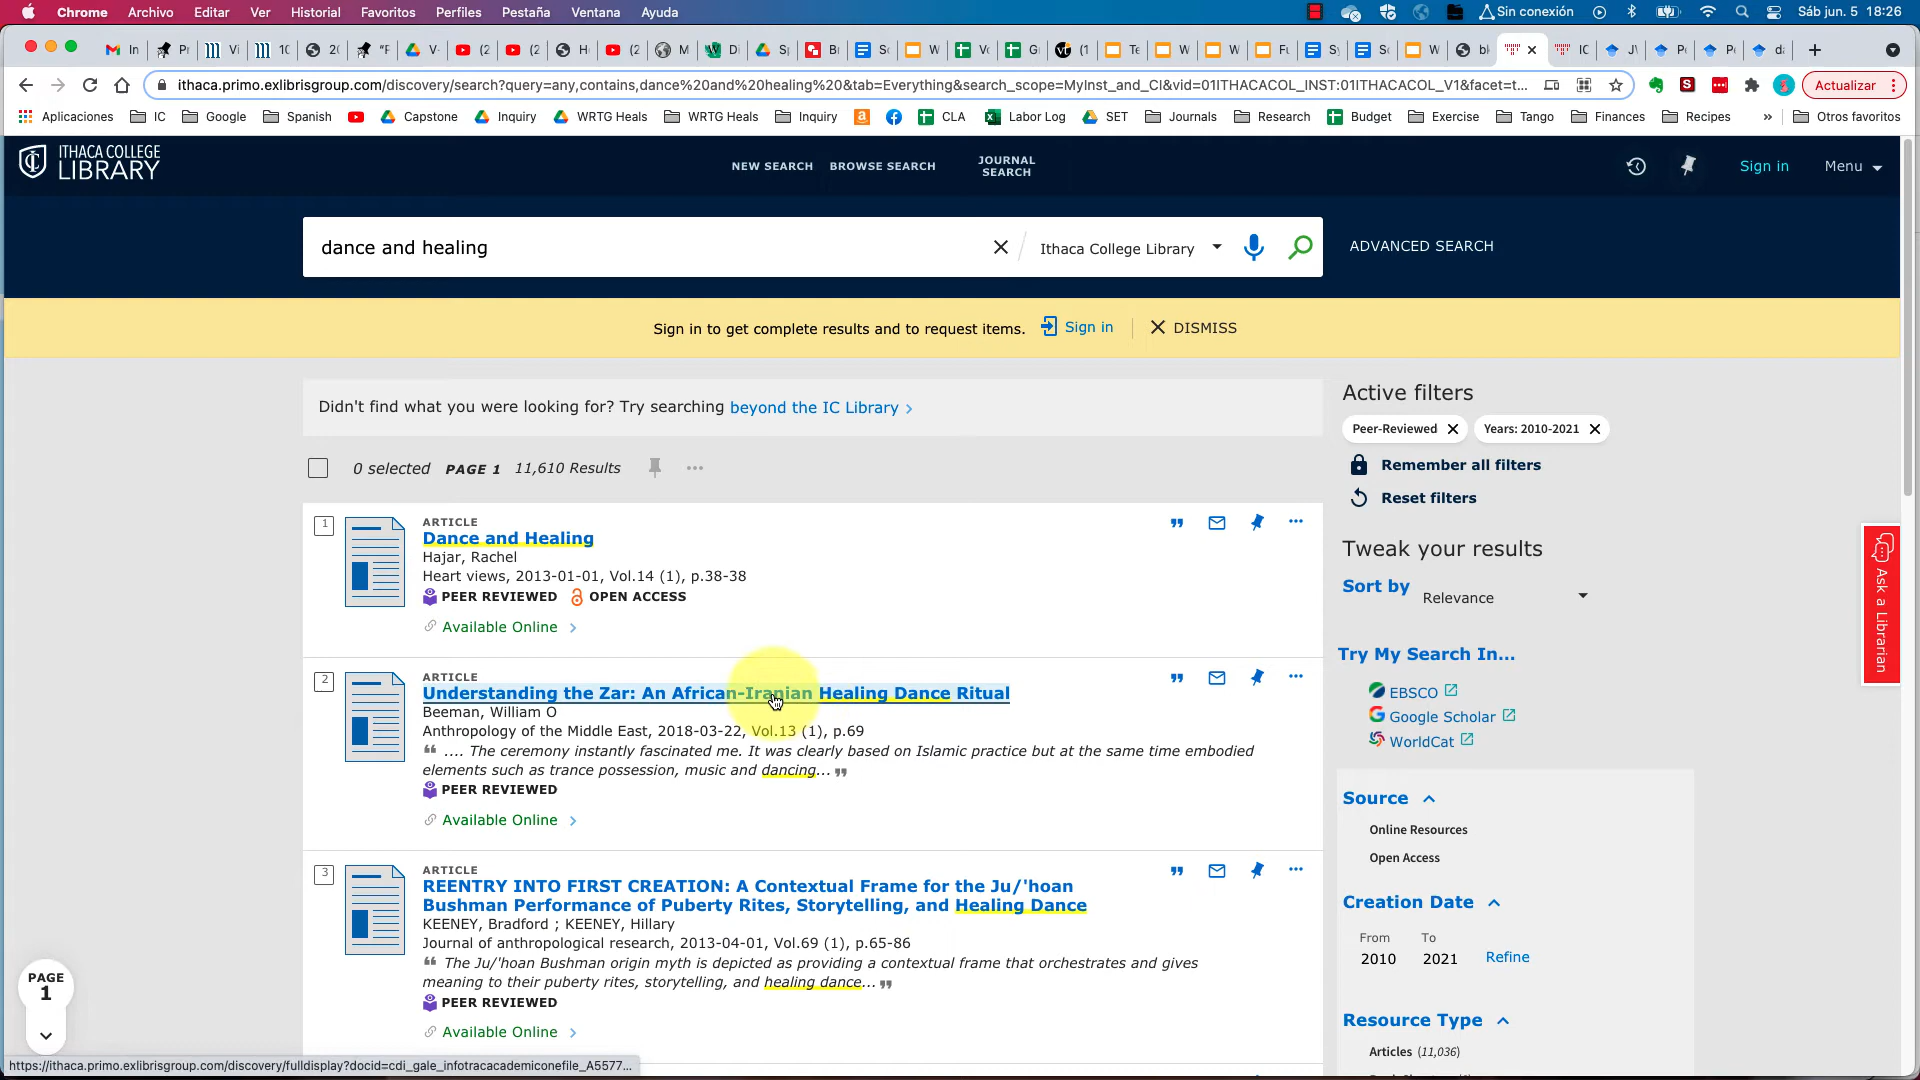 Chrome Archivo Editar Ver Historial Favoritos Perfiles Pestaña Ventana Ayuda Sin conexión Sáb jun. 5 18:26
ithaca.primo.exlibrisgroup.com/discovery/search?query=any,contains,dance%20and%20healing%20&tab=Everything&search_scope=MyInst_and_CI&vid=01ITHACACOL_INST:01ITHACACOL_V1&facet=t... Actualizar
Aplicaciones IC Google Spanish Capstone Inquiry WRTG Heals WRTG Heals Inquiry CLA Labor Log SET Journals Research Budget Exercise Tango Finances Recipes » Otros favoritos
ITHACA COLLEGE
LIBRARY
NEW SEARCH BROWSE SEARCH JOURNAL
SEARCH
Sign in Menu
dance and healing Ithaca College Library ADVANCED SEARCH
Sign in to get complete results and to request items. Sign in DISMISS
Didn't find what you were looking for? Try searching beyond the IC Library
0 selected PAGE 1 11,610 Results
1 ARTICLE
Dance and Healing
Hajar, Rachel
Heart views, 2013-01-01, Vol.14 (1), p.38-38
PEER REVIEWED OPEN ACCESS
Available Online
2 ARTICLE
Understanding the Zar: An African-Iranian Healing Dance Ritual
Beeman, William O
Anthropology of the Middle East, 2018-03-22, Vol.13 (1), p.69
.... The ceremony instantly fascinated me. It was clearly based on Islamic practice but at the same time embodied
elements such as trance possession, music and dancing...
PEER REVIEWED
Available Online
3 ARTICLE
REENTRY INTO FIRST CREATION: A Contextual Frame for the Ju/'hoan
Bushman Performance of Puberty Rites, Storytelling, and Healing Dance
KEENEY, Bradford ; KEENEY, Hillary
Journal of anthropological research, 2013-04-01, Vol.69 (1), p.65-86
The Ju/'hoan Bushman origin myth is depicted as providing a contextual frame that orchestrates and gives
meaning to their puberty rites, storytelling, and healing dance...
PEER REVIEWED
Available Online
Active filters
Peer-Reviewed Years: 2010-2021
Remember all filters
Reset filters
Tweak your results
Sort by Relevance
Try My Search In...
EBSCO
Google Scholar
WorldCat
Source
Online Resources
Open Access
Creation Date
From To
2010 2021 Refine
Resource Type
Articles (11,036)
Ask a Librarian
PAGE
1
https://ithaca.primo.exlibrisgroup.com/discovery/fulldisplay?docid=cdi_gale_infotracacademiconefile_A5577...